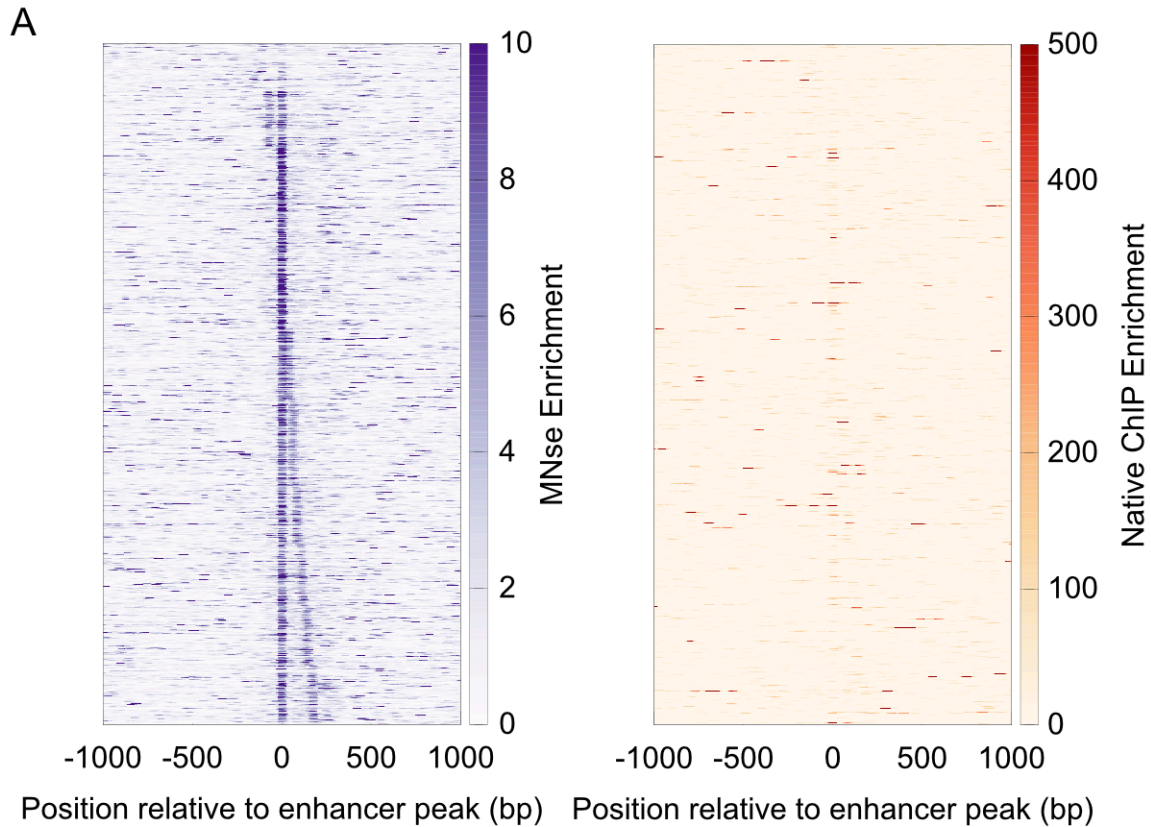 A
10
8
6
4
2
0
MNse Enrichment
-1000 -500 0 500 1000
Position relative to enhancer peak (bp)
500
400
300
200
100
0
Native ChIP Enrichment
-1000 -500 0 500 1000
Position relative to enhancer peak (bp)